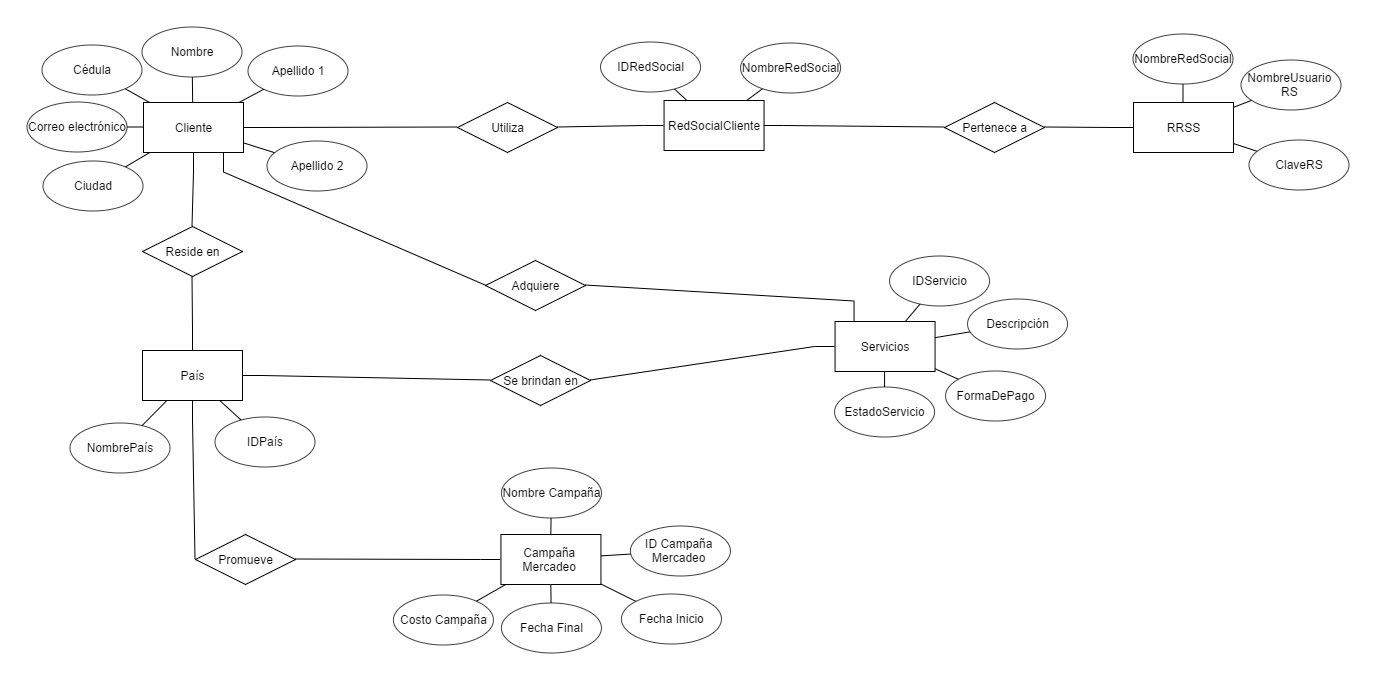 Nombre
Cédula
Apellido 1
Correo electrónico
Cliente
Apellido 2
Ciudad
Utiliza
IDRedSocial
NombreRedSocial
RedSocialCliente
Pertenece a
NombreRedSocial
NombreUsuario
RS
RRSS
ClaveRS
Reside en
Adquiere
IDServicio
Descripción
Servicios
FormaDePago
EstadoServicio
País
Se brindan en
NombrePaís
IDPaís
Nombre Campaña
ID Campaña
Mercadeo
Promueve
Campaña
Mercadeo
Costo Campaña
Fecha Final
Fecha Inicio